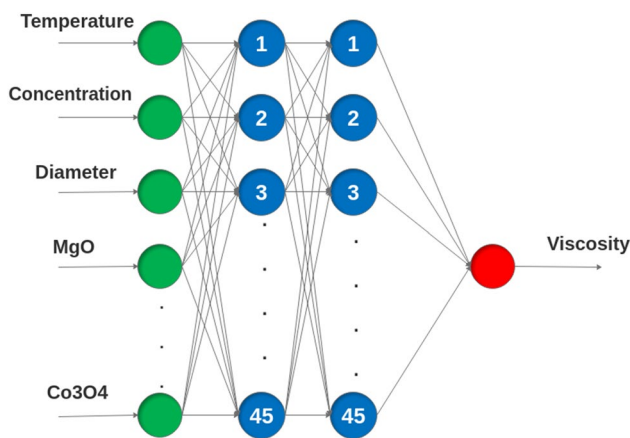 Temperature
1 1
Concentration
2 2
Diameter
3 3
MgO
Viscosity
Co3O4
45 45